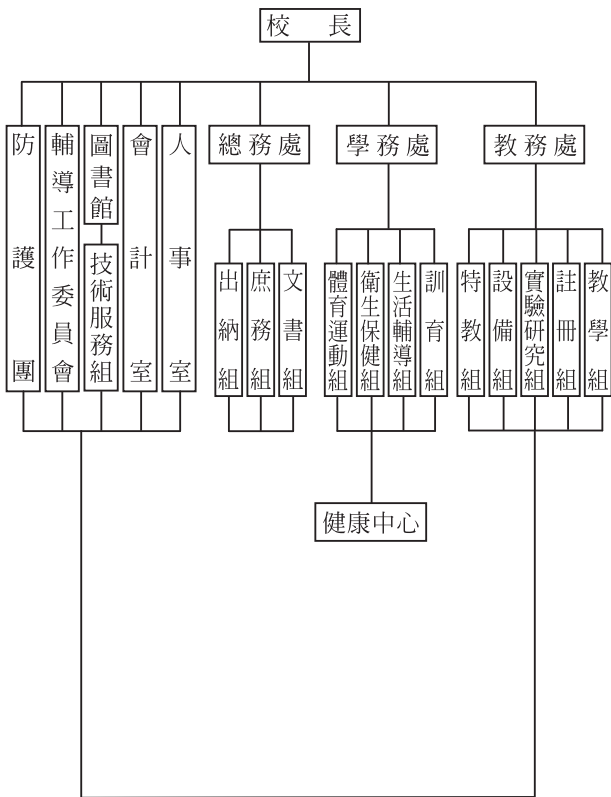 校長
防護團
輔導工作委員會
圖書館
技術服務組
會計室
人事室
總務處
學務處
教務處
出納組
庶務組
文書組
體育運動組
衛生保健組
生活輔導組
訓育組
特教組
設備組
實驗研究組
註冊組
教學組
健康中心